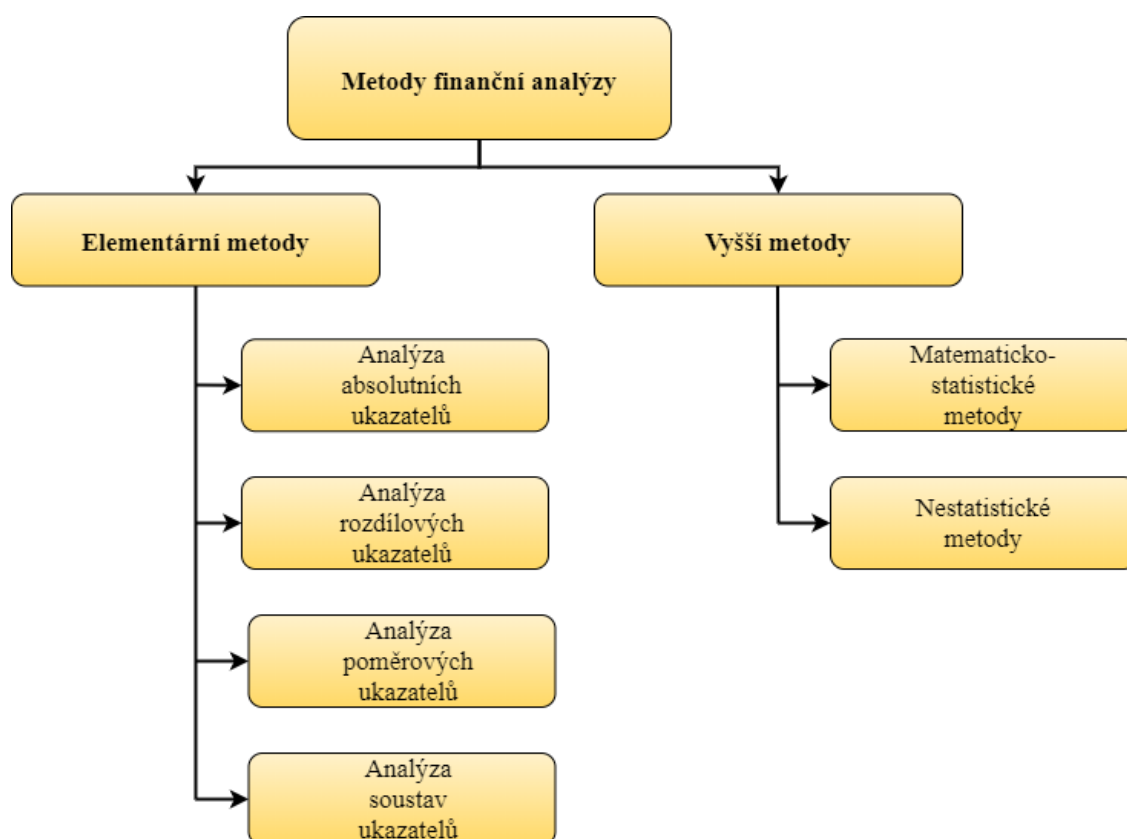 Metody finanční analýzy
Elementární metody
Vyšší metody
Analýza
absolutních
ukazatelů
Analýza
rozdílových
ukazatelů
Analýza
poměrových
ukazatelů
Analýza
soustav
ukazatelů
Matematicko-
statistické
metody
Nestatistické
metody